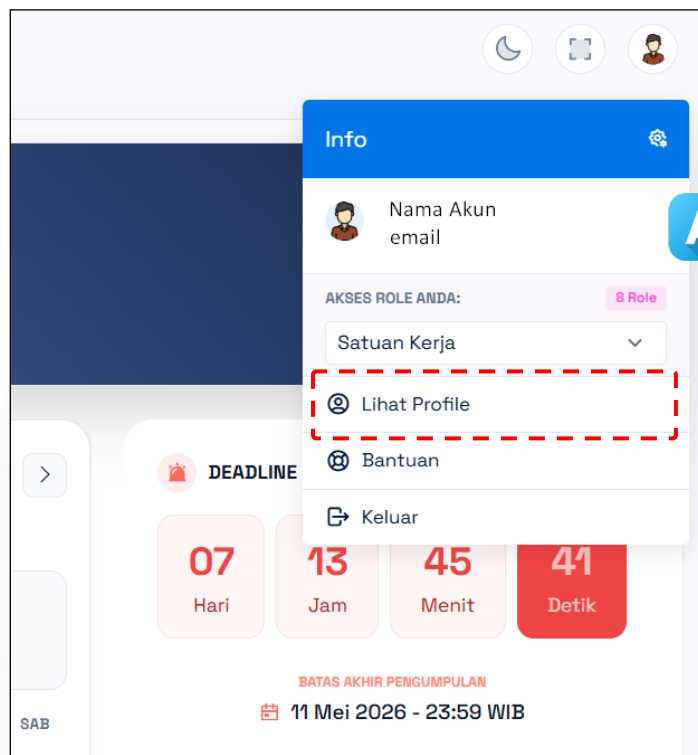 Info
Nama Akun
email
AKSES ROLE ANDA:
8 Role
Satuan Kerja
Lihat Profile
Bantuan
Keluar
DEADLINE
07
13
45
41
Hari
Jam
Menit
Detik
BATAS AKHIR PENGUMPULAN
11 Mei 2026 - 23:59 WIB
SAB